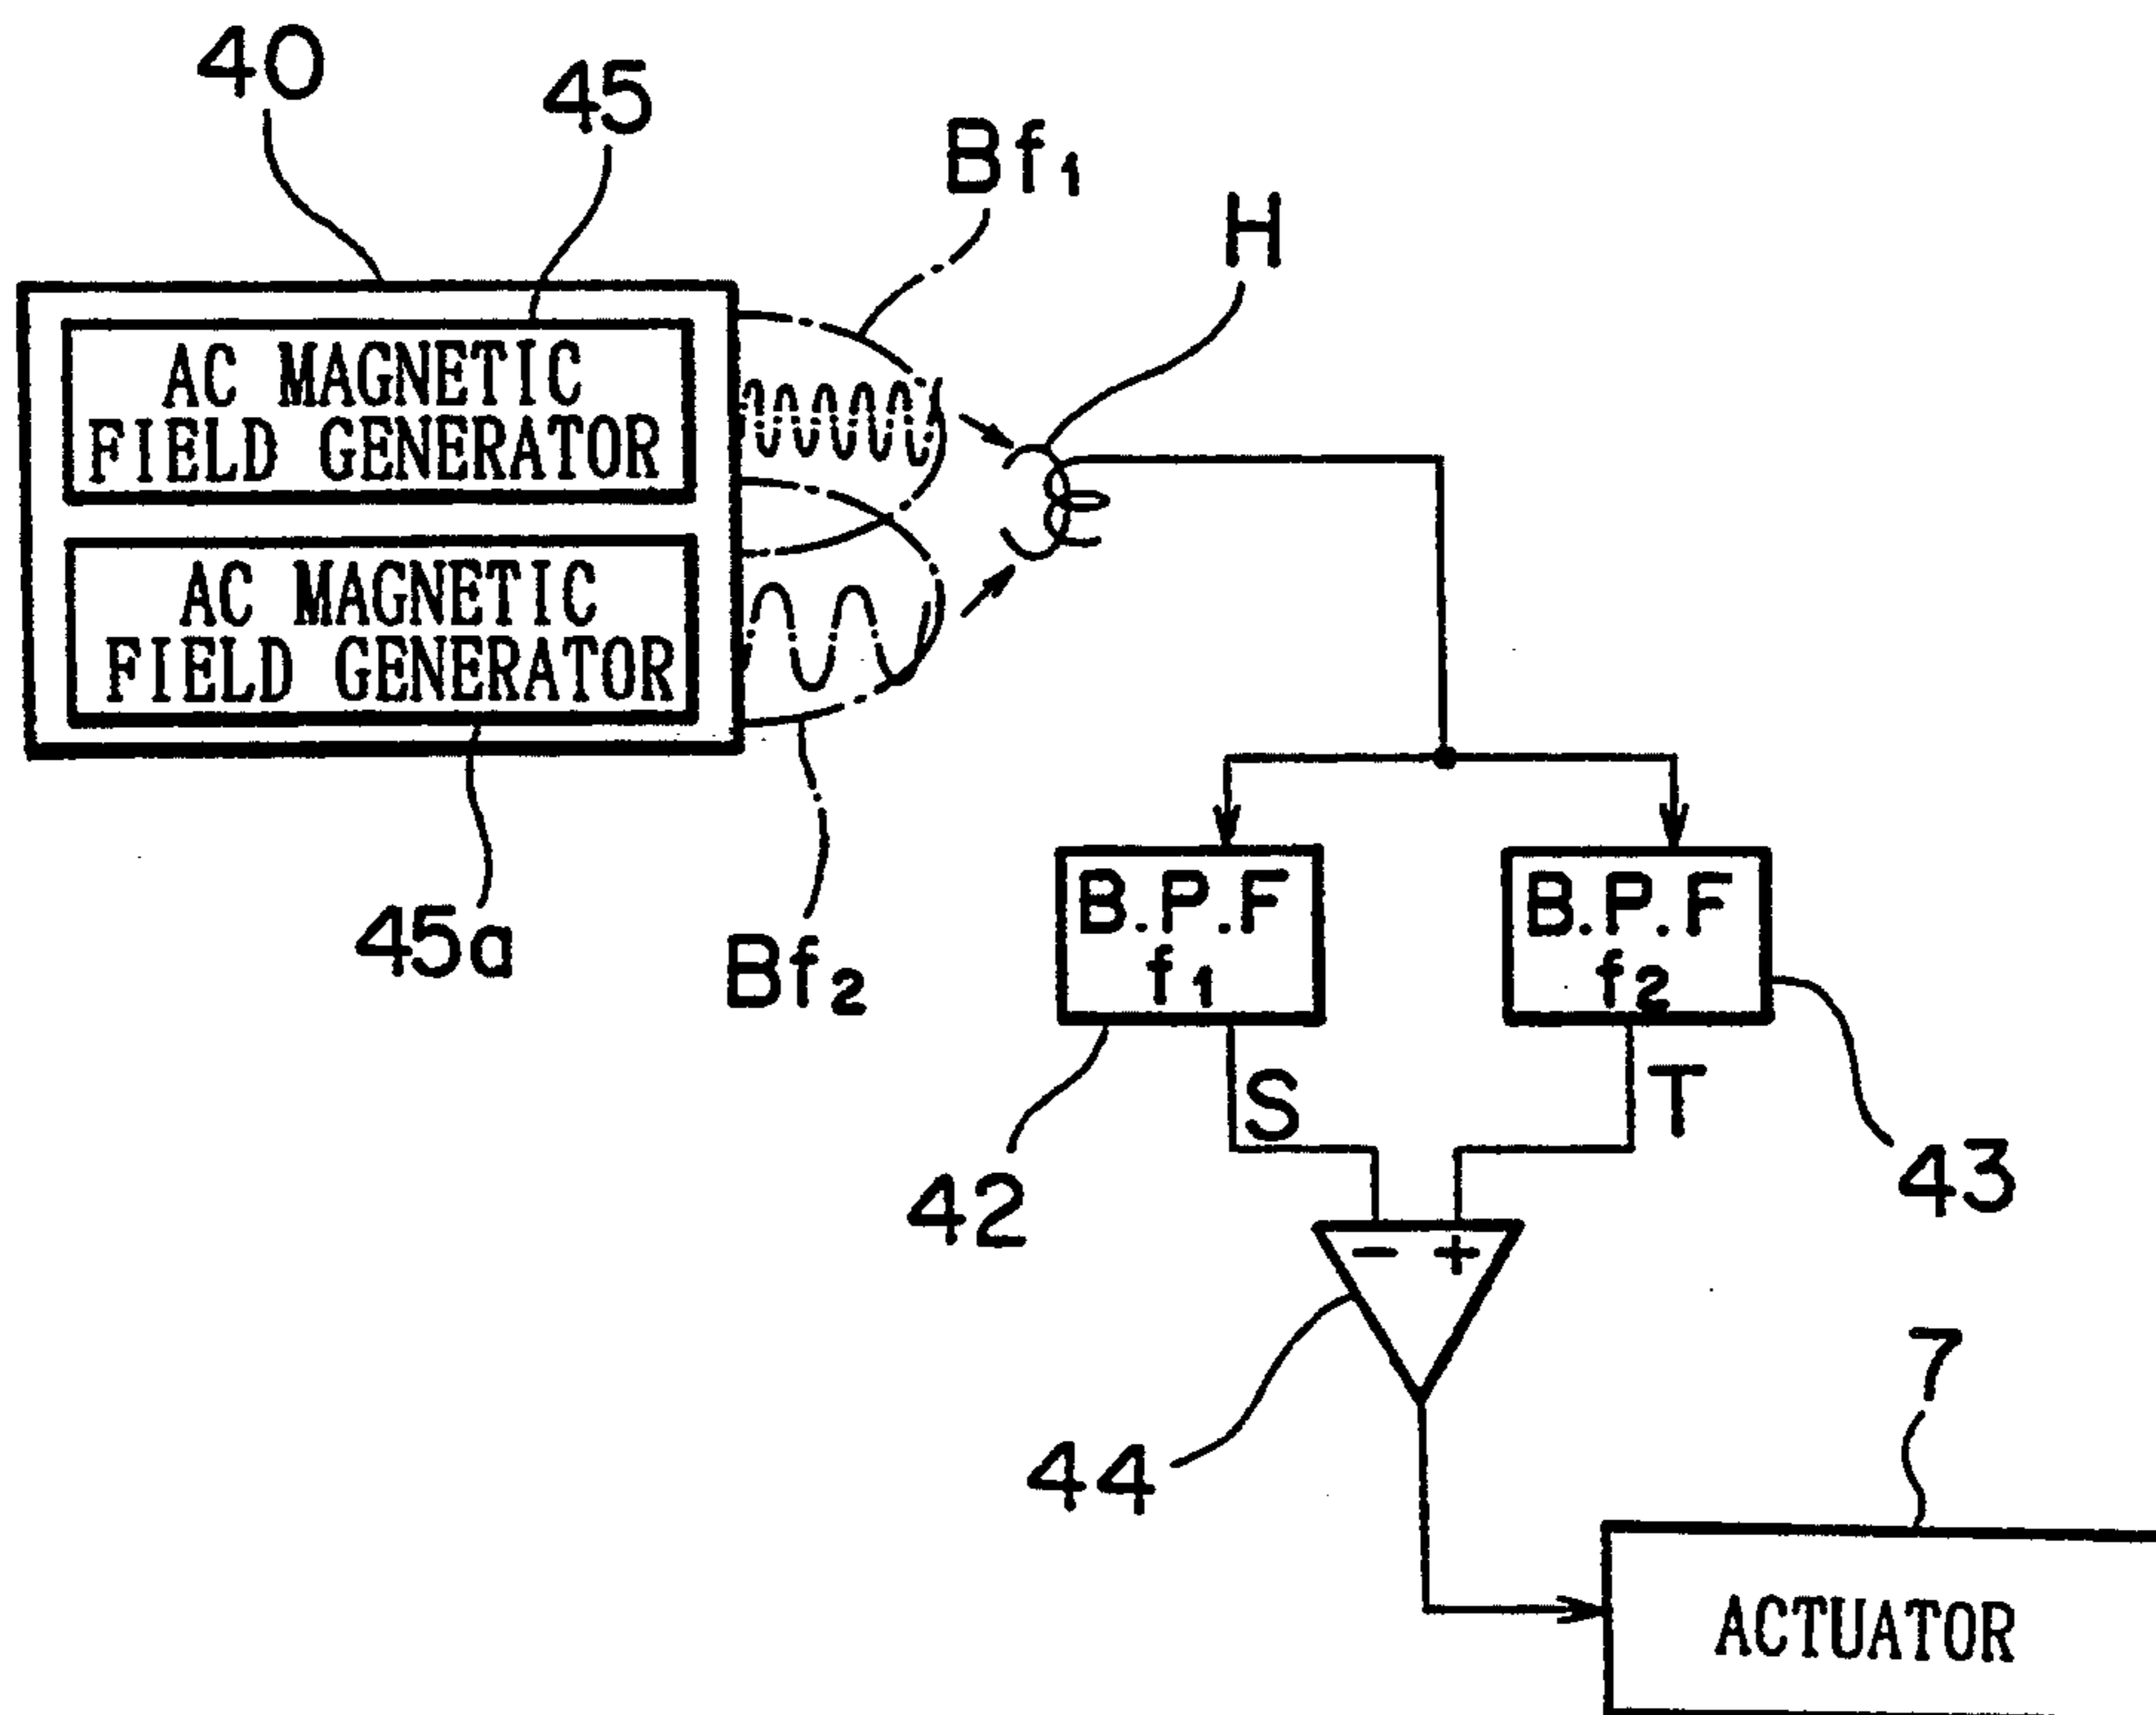 40
45
Bf1
H
AC MAGNETIC
FIELD GENERATOR
AC MAGNETIC
FIELD GENERATOR
45a
Bf2
B.P.F
f1
B.P.F
f2
S
T
42
43
- +
44
7
ACTUATOR